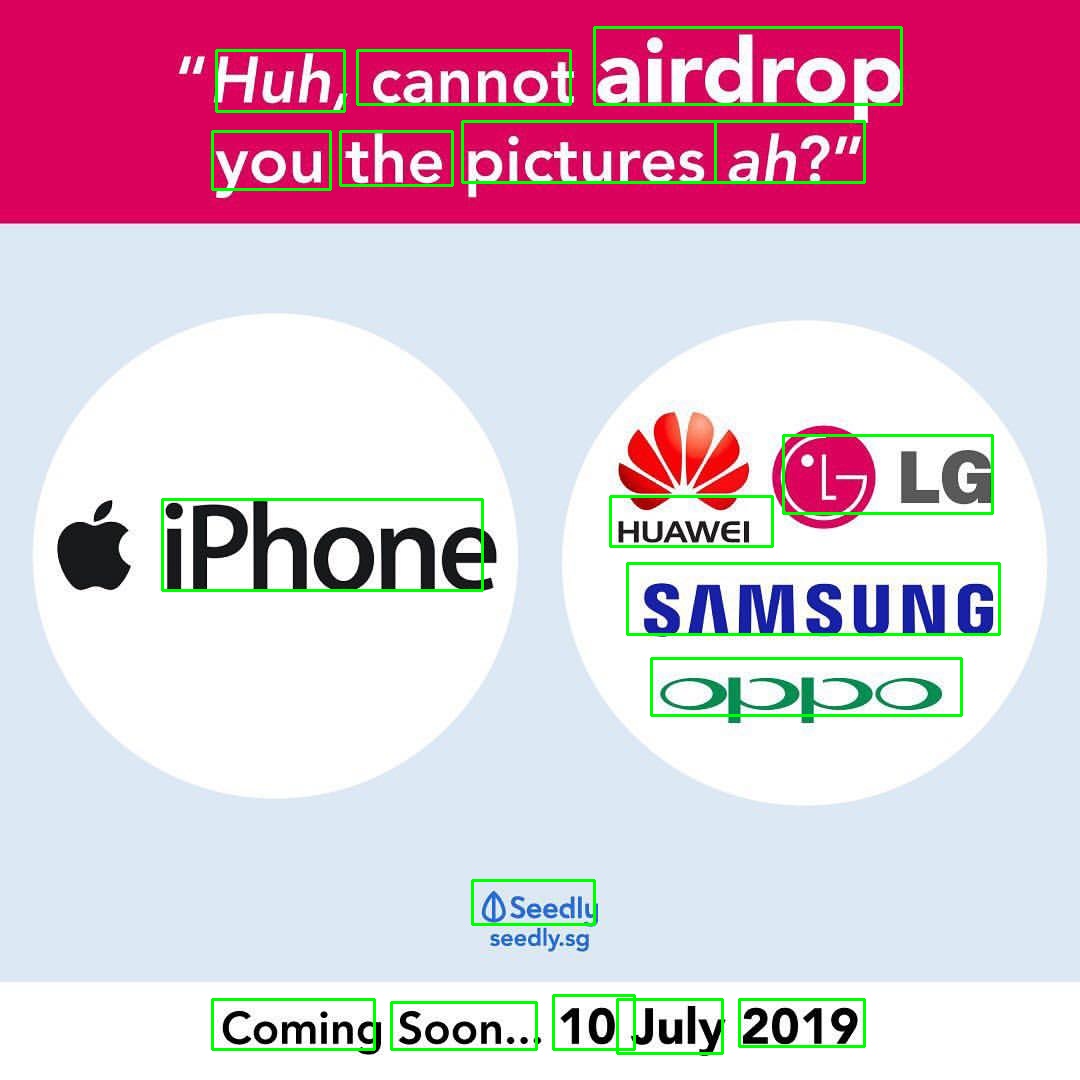 “Huh, cannot airdrop
you the pictures ah?”
iPhone
HUAWEI
LG
SAMSUNG
oppo
Seedly
seedly.sg
Coming Soon... 10 July 2019